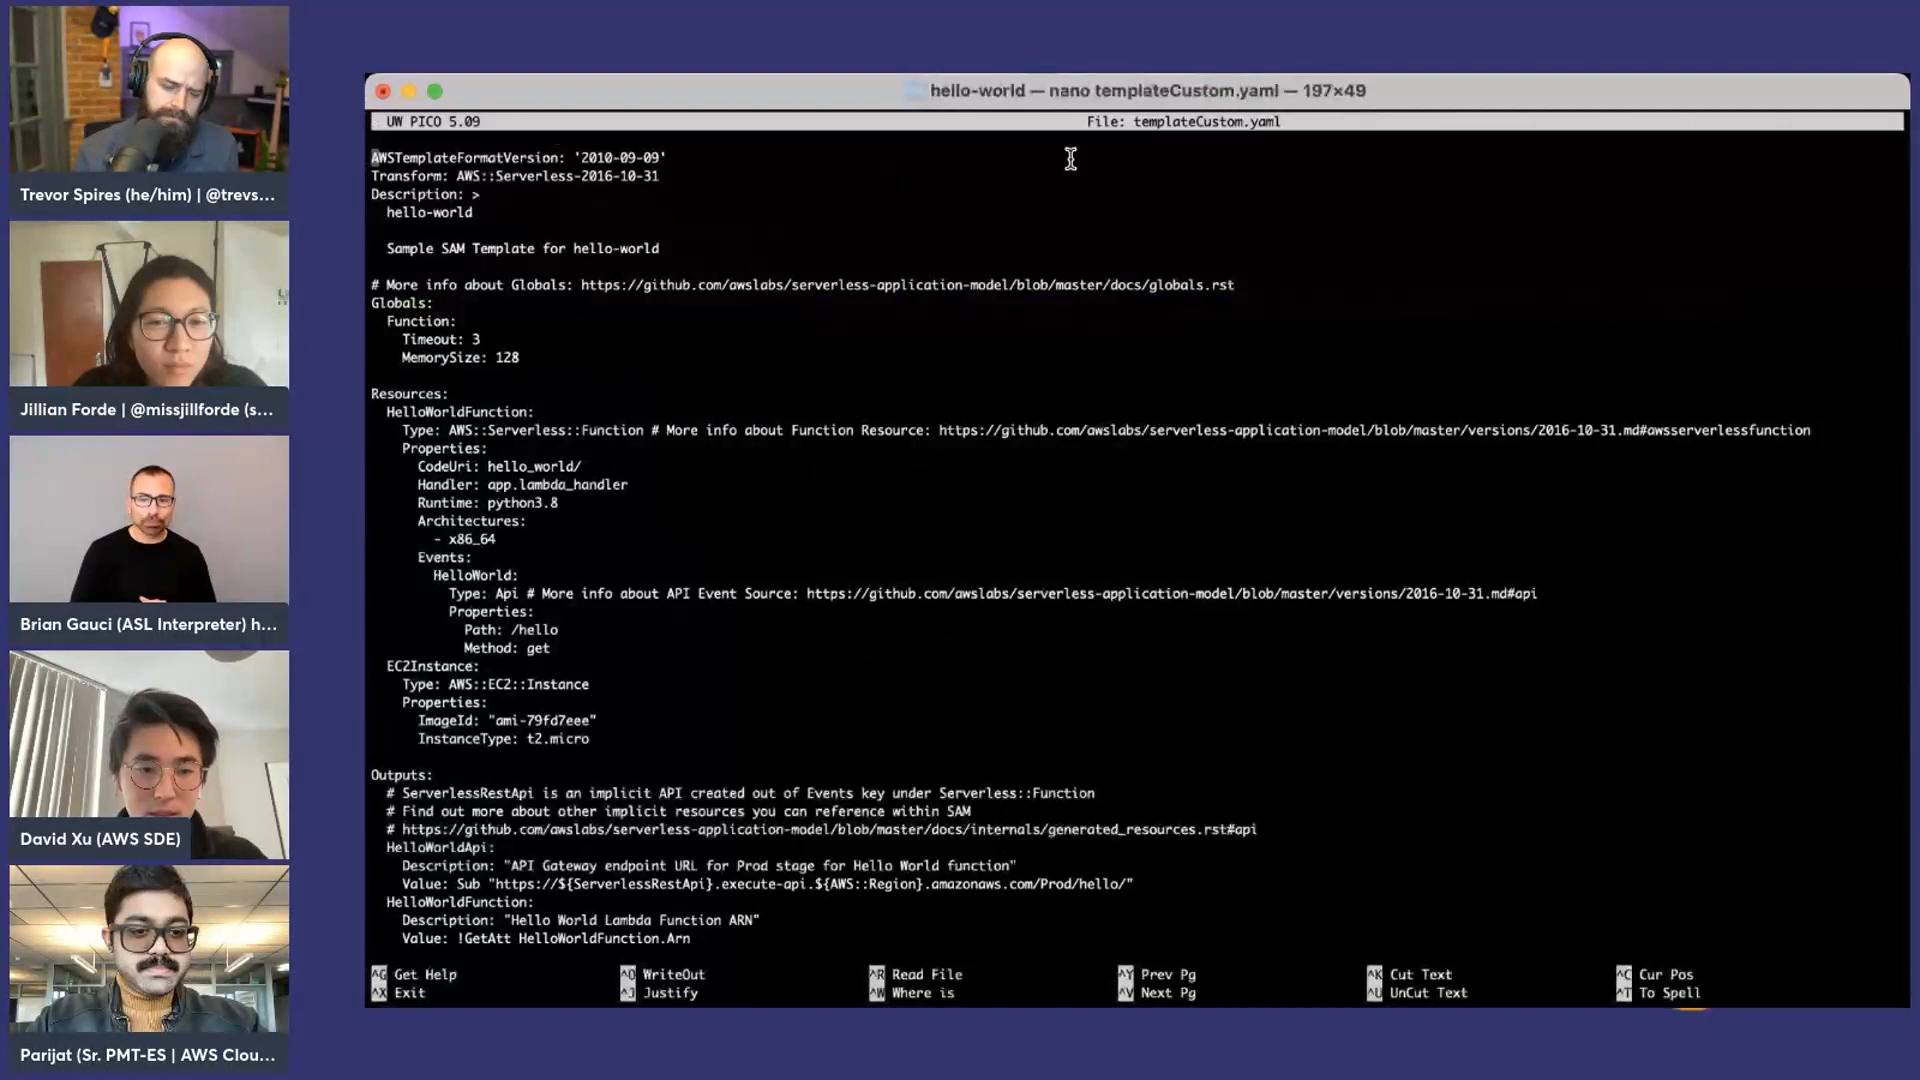 Trevor Spires (he/him) | @trevs...
Jillian Forde | @missjillforde (s...
Brian Gauci (ASL Interpreter) h...
David Xu (AWS SDE)
Parijat (Sr. PMT-ES | AWS Clou...
hello-world — nano templateCustom.yaml — 197×49
UW PICO 5.09 File: templateCustom.yaml
AWSTemplateFormatVersion: '2010-09-09'
Transform: AWS::Serverless-2016-10-31
Description: >
hello-world
Sample SAM Template for hello-world
# More info about Globals: https://github.com/awslabs/serverless-application-model/blob/master/docs/globals.rst
Globals:
Function:
Timeout: 3
MemorySize: 128
Resources:
HelloWorldFunction:
Type: AWS::Serverless::Function # More info about Function Resource: https://github.com/awslabs/serverless-application-model/blob/master/versions/2016-10-31.md#awsserverlessfunction
Properties:
CodeUri: hello_world/
Handler: app.lambda_handler
Runtime: python3.8
Architectures:
- x86_64
Events:
HelloWorld:
Type: Api # More info about API Event Source: https://github.com/awslabs/serverless-application-model/blob/master/versions/2016-10-31.md#api
Properties:
Path: /hello
Method: get
EC2Instance:
Type: AWS::EC2::Instance
Properties:
ImageId: "ami-79fd7eee"
InstanceType: t2.micro
Outputs:
# ServerlessRestApi is an implicit API created out of Events key under Serverless::Function
# Find out more about other implicit resources you can reference within SAM
# https://github.com/awslabs/serverless-application-model/blob/master/docs/internals/generated_resources.rst#api
HelloWorldApi:
Description: "API Gateway endpoint URL for Prod stage for Hello World function"
Value: Sub "https://${ServerlessRestApi}.execute-api.${AWS::Region}.amazonaws.com/Prod/hello/"
HelloWorldFunction:
Description: "Hello World Lambda Function ARN"
Value: !GetAtt HelloWorldFunction.Arn
^G Get Help ^O WriteOut ^R Read File ^Y Prev Pg ^K Cut Text ^C Cur Pos
^X Exit ^J Justify ^W Where is ^V Next Pg ^U UnCut Text ^T To Spell